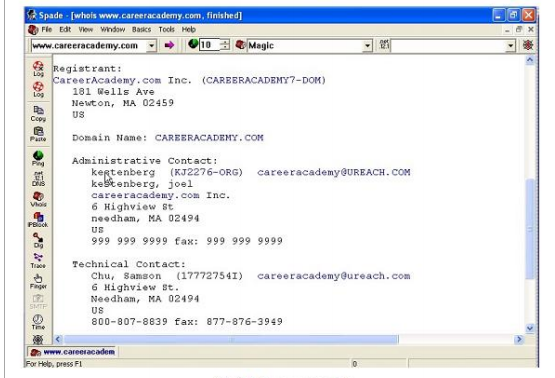 Spade - [whois www.careeracademy.com, finished]
File Edit View Window Basics Tools Help
www.careeracademy.com 10 Magic
Log
Log
Copy
Paste
Ping
DNS
Whois
IPBlock
Dig
Trace
Finger
SMTP
Time
Registrant:
CareerAcademy.com Inc. (CAREERACADEMY7-DOM)
181 Wells Ave
Newton, MA 02459
US
Domain Name: CAREERACADEMY.COM
Administrative Contact:
kestenberg (KJ2276-ORG) careeracademy@UREACH.COM
kestenberg, joel
careeracademy.com Inc.
6 Highview St
needham, MA 02494
US
999 999 9999 fax: 999 999 9999
Technical Contact:
Chu, Samson (17772754I) careeracademy@ureach.com
6 Highview St.
Needham, MA 02494
US
800-807-8839 fax: 877-876-3949
www.careeracadem
For Help, press F1
0